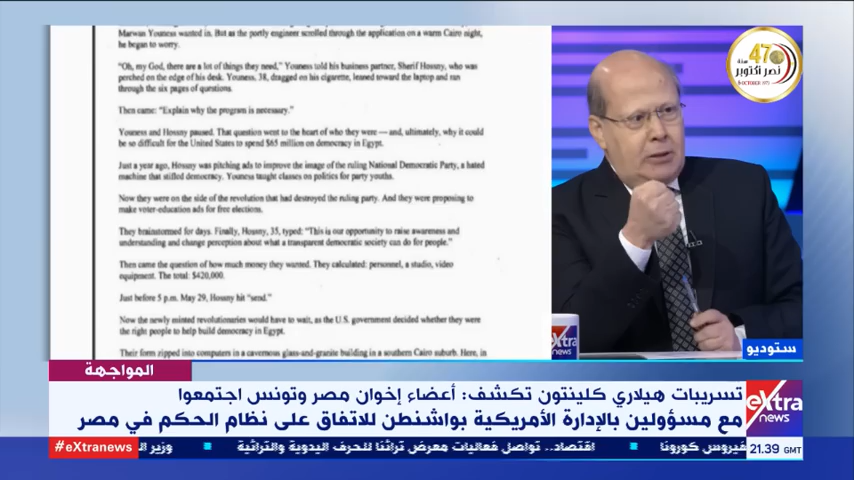 Marwan Youness wanted in. But as the portly engineer scrolled through the application on a warm Cairo night,
he began to worry.
"Oh, my God, there are a lot of things they need," Youness told his business partner, Sherif Hosny, who was
perched on the edge of his desk. Youness, 38, dragged on his cigarette, leaned toward the laptop and ran
through the six pages of questions.
Then came: "Explain why the program is necessary."
Youness and Hossny paused. That question went to the heart of who they were — and, ultimately, why it could
be so difficult for the United States to spend $65 million on democracy in Egypt.
Just a year ago, Hossny was pitching ads to improve the image of the ruling National Democratic Party, a hated
machine that stifled democracy. Youness taught classes on politics for party youths.
Now they were on the side of the revolution that had destroyed the ruling party. And they were proposing to
make voter-education ads for free elections.
They brainstormed for days. Finally, Hossny, 35, typed: "This is our opportunity to raise awareness and
understanding and change perception about what a transparent democratic society can do for people."
Then came the question of how much money they wanted. They calculated: personnel, a studio, video
equipment. The total: $420,000.
Just before 5 p.m. May 29, Hossny hit "send."
Now the newly minted revolutionaries would have to wait, as the U.S. government decided whether they were
the right people to help build democracy in Egypt.
Their form zipped into computers in a cavernous glass-and-granite building in a southern Cairo suburb. Here, in
47 سنة
نصر أكتوبر
6 OCTOBER 1973
eXtra
news
ستوديو
المواجهة
تسريبات هيلاري كلينتون تكشف: أعضاء إخوان مصر وتونس اجتمعوا
مع مسؤولين بالإدارة الأمريكية بواشنطن للاتفاق على نظام الحكم في مصر
eXtra
news
#eXtranews
فيروس كورونا
اقتصاد.. تواصل فعاليات معرض تراثنا للحرف اليدوية والتراثية
وزير الد
21.39 GMT